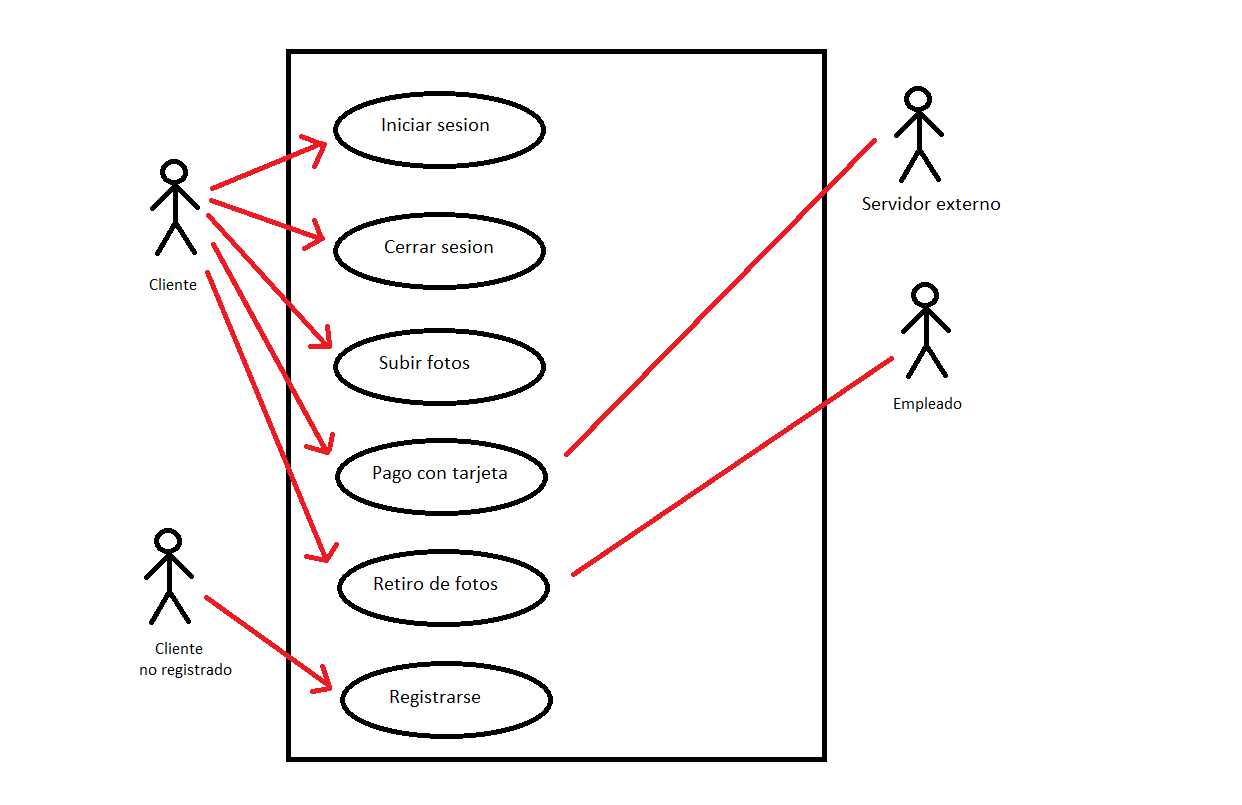 Iniciar sesion
Servidor externo
Cerrar sesion
Cliente
Subir fotos
Empleado
Pago con tarjeta
Retiro de fotos
Cliente
no registrado
Registrarse